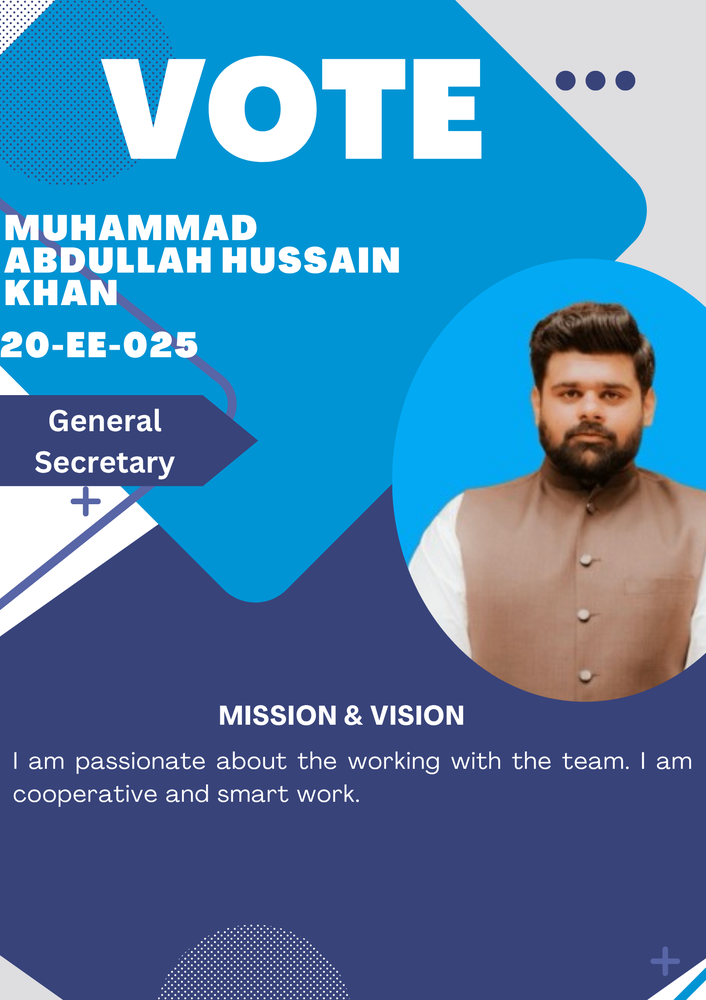 VOTE
MUHAMMAD
ABDULLAH HUSSAIN
KHAN
20-EE-025
General
Secretary
MISSION & VISION
I am passionate about the working with the team. I am
cooperative and smart work.